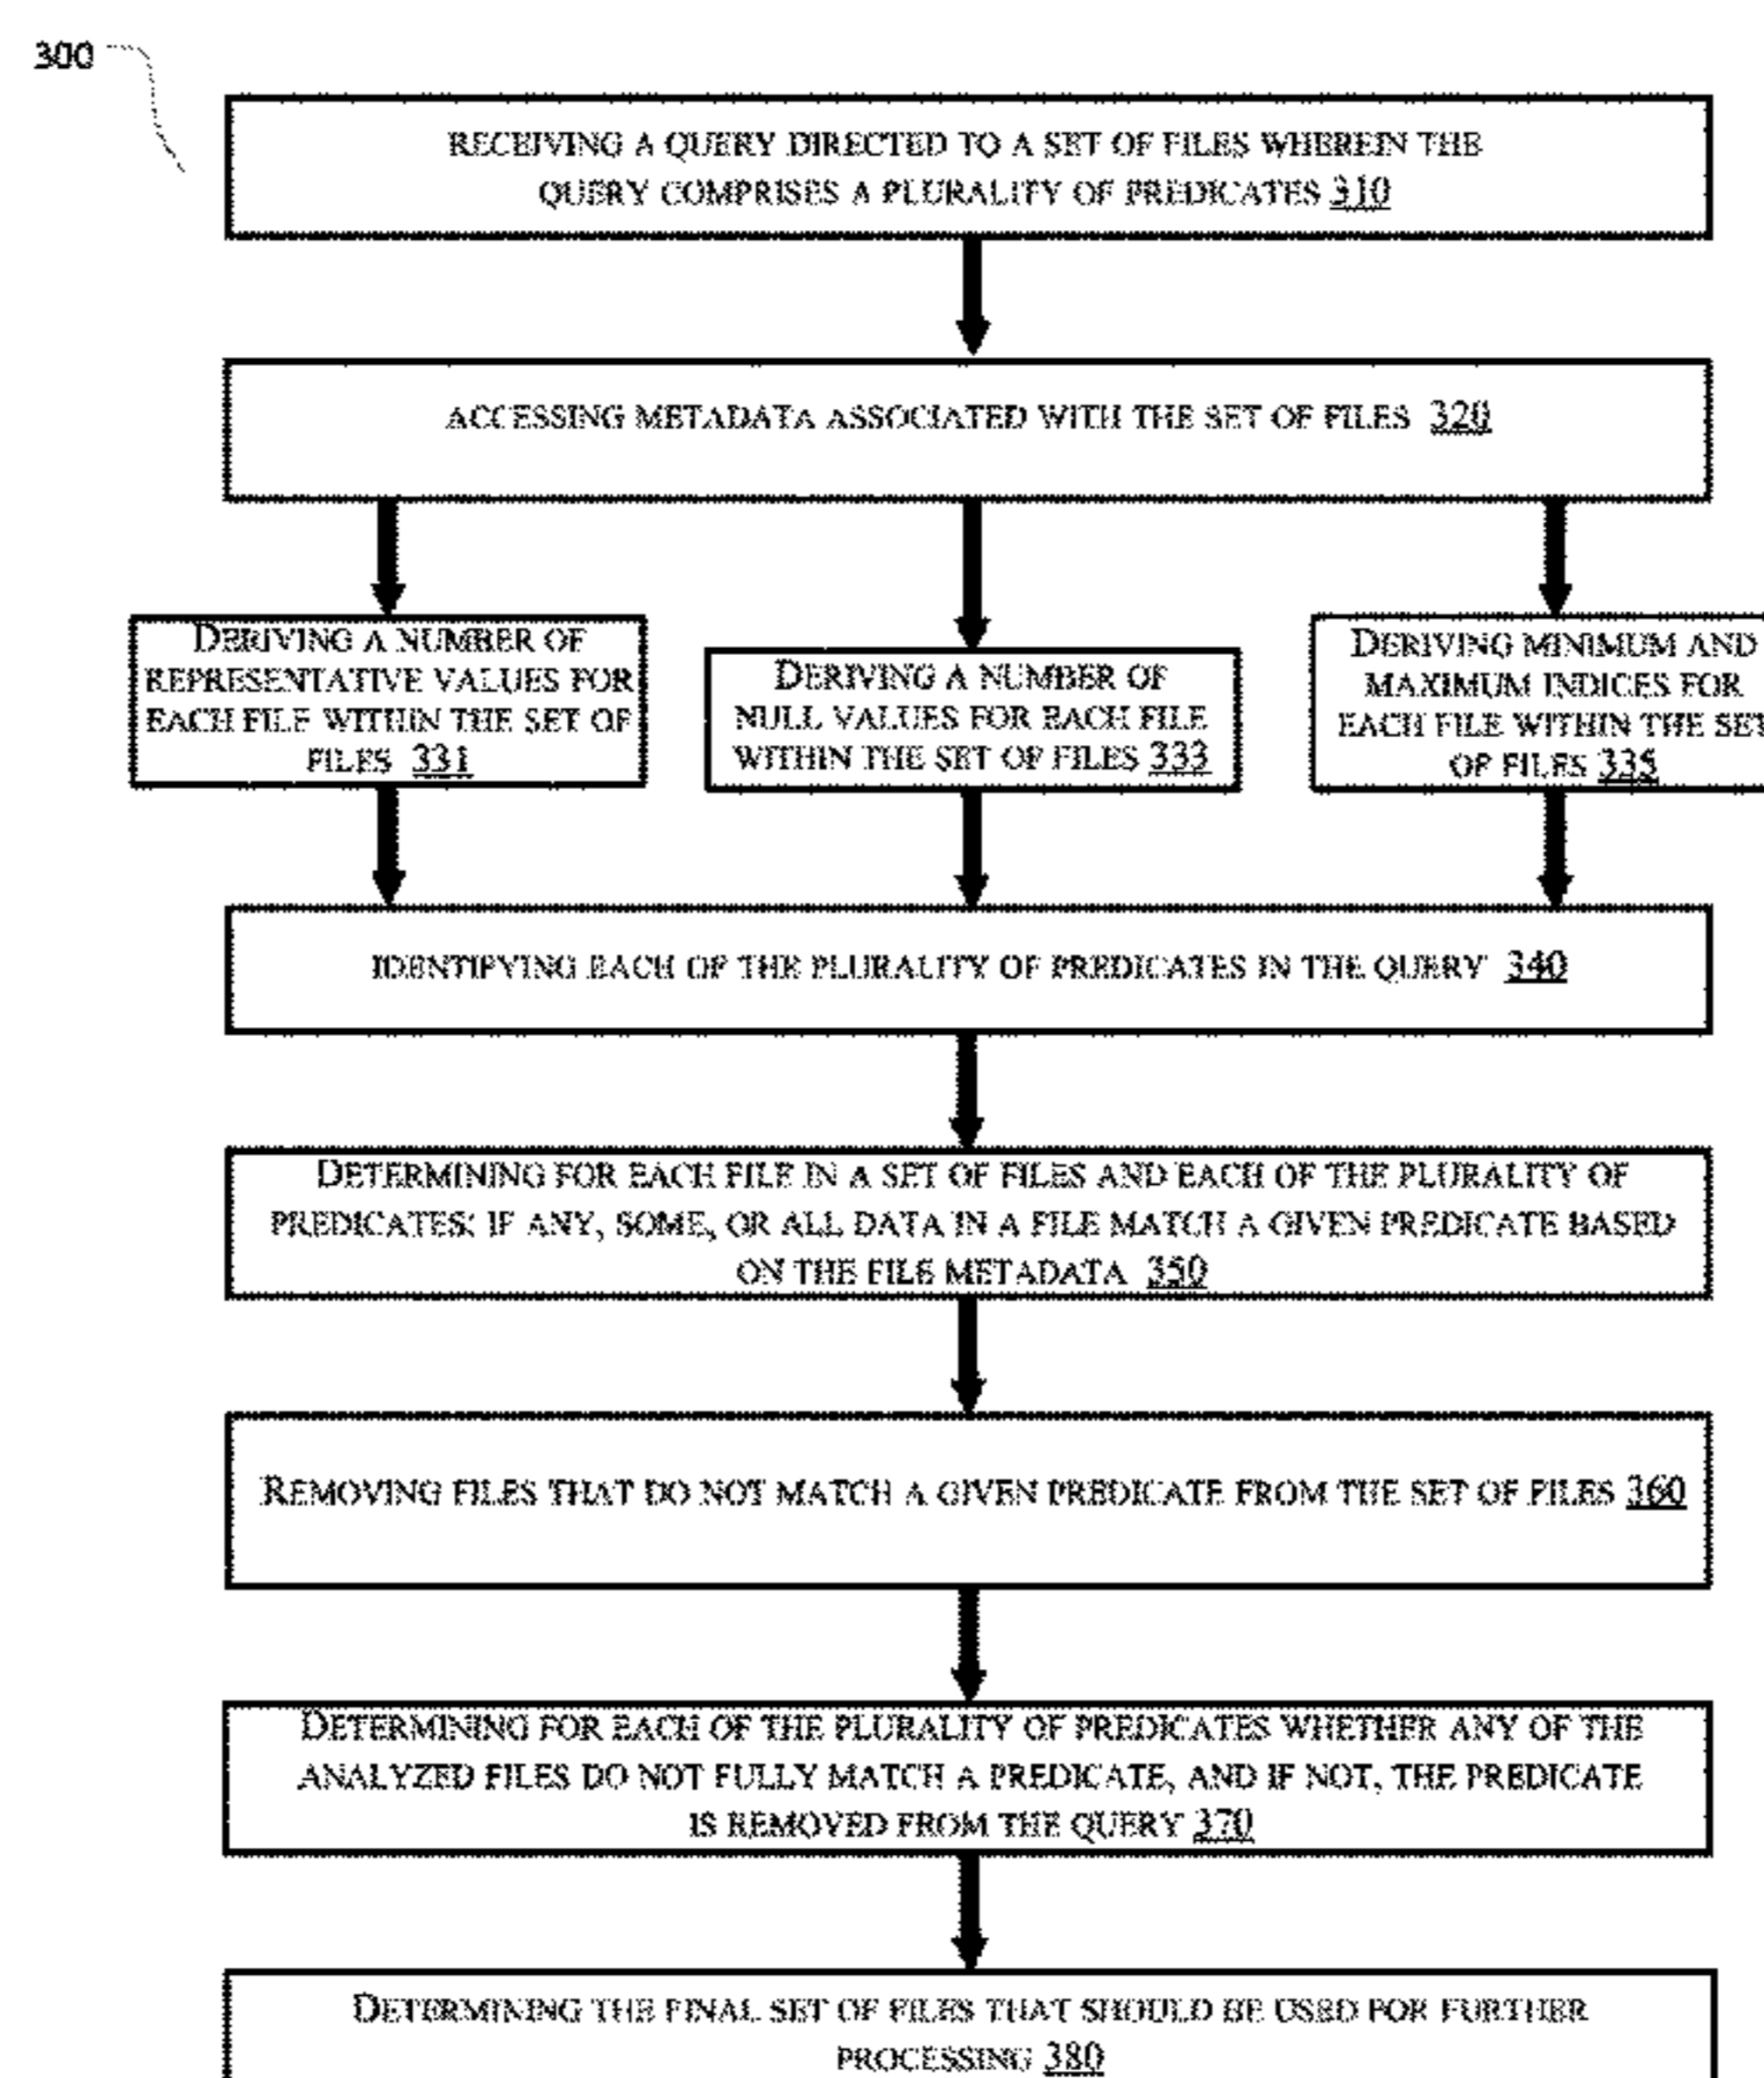 300
RECEIVING A QUERY DIRECTED TO A SET OF FILES WHEREIN THE
QUERY COMPRISES A PLURALITY OF PREDICATES 310
ACCESSING METADATA ASSOCIATED WITH THE SET OF FILES 320
DERIVING A NUMBER OF
REPRESENTATIVE VALUES FOR
EACH FILE WITHIN THE SET OF
FILES 331
DERIVING A NUMBER OF
NULL VALUES FOR EACH FILE
WITHIN THE SET OF FILES 333
DERIVING MINIMUM AND
MAXIMUM INDICES FOR
EACH FILE WITHIN THE SET
OF FILES 335
IDENTIFYING EACH OF THE PLURALITY OF PREDICATES IN THE QUERY 340
DETERMINING FOR EACH FILE IN A SET OF FILES AND EACH OF THE PLURALITY OF
PREDICATES: IF ANY, SOME, OR ALL DATA IN A FILE MATCH A GIVEN PREDICATE BASED
ON THE FILE METADATA 350
REMOVING FILES THAT DO NOT MATCH A GIVEN PREDICATE FROM THE SET OF FILES 360
DETERMINING FOR EACH OF THE PLURALITY OF PREDICATES WHETHER ANY OF THE
ANALYZED FILES DO NOT FULLY MATCH A PREDICATE, AND IF NOT, THE PREDICATE
IS REMOVED FROM THE QUERY 370
DETERMINING THE FINAL SET OF FILES THAT SHOULD BE USED FOR FURTHER
PROCESSING 380